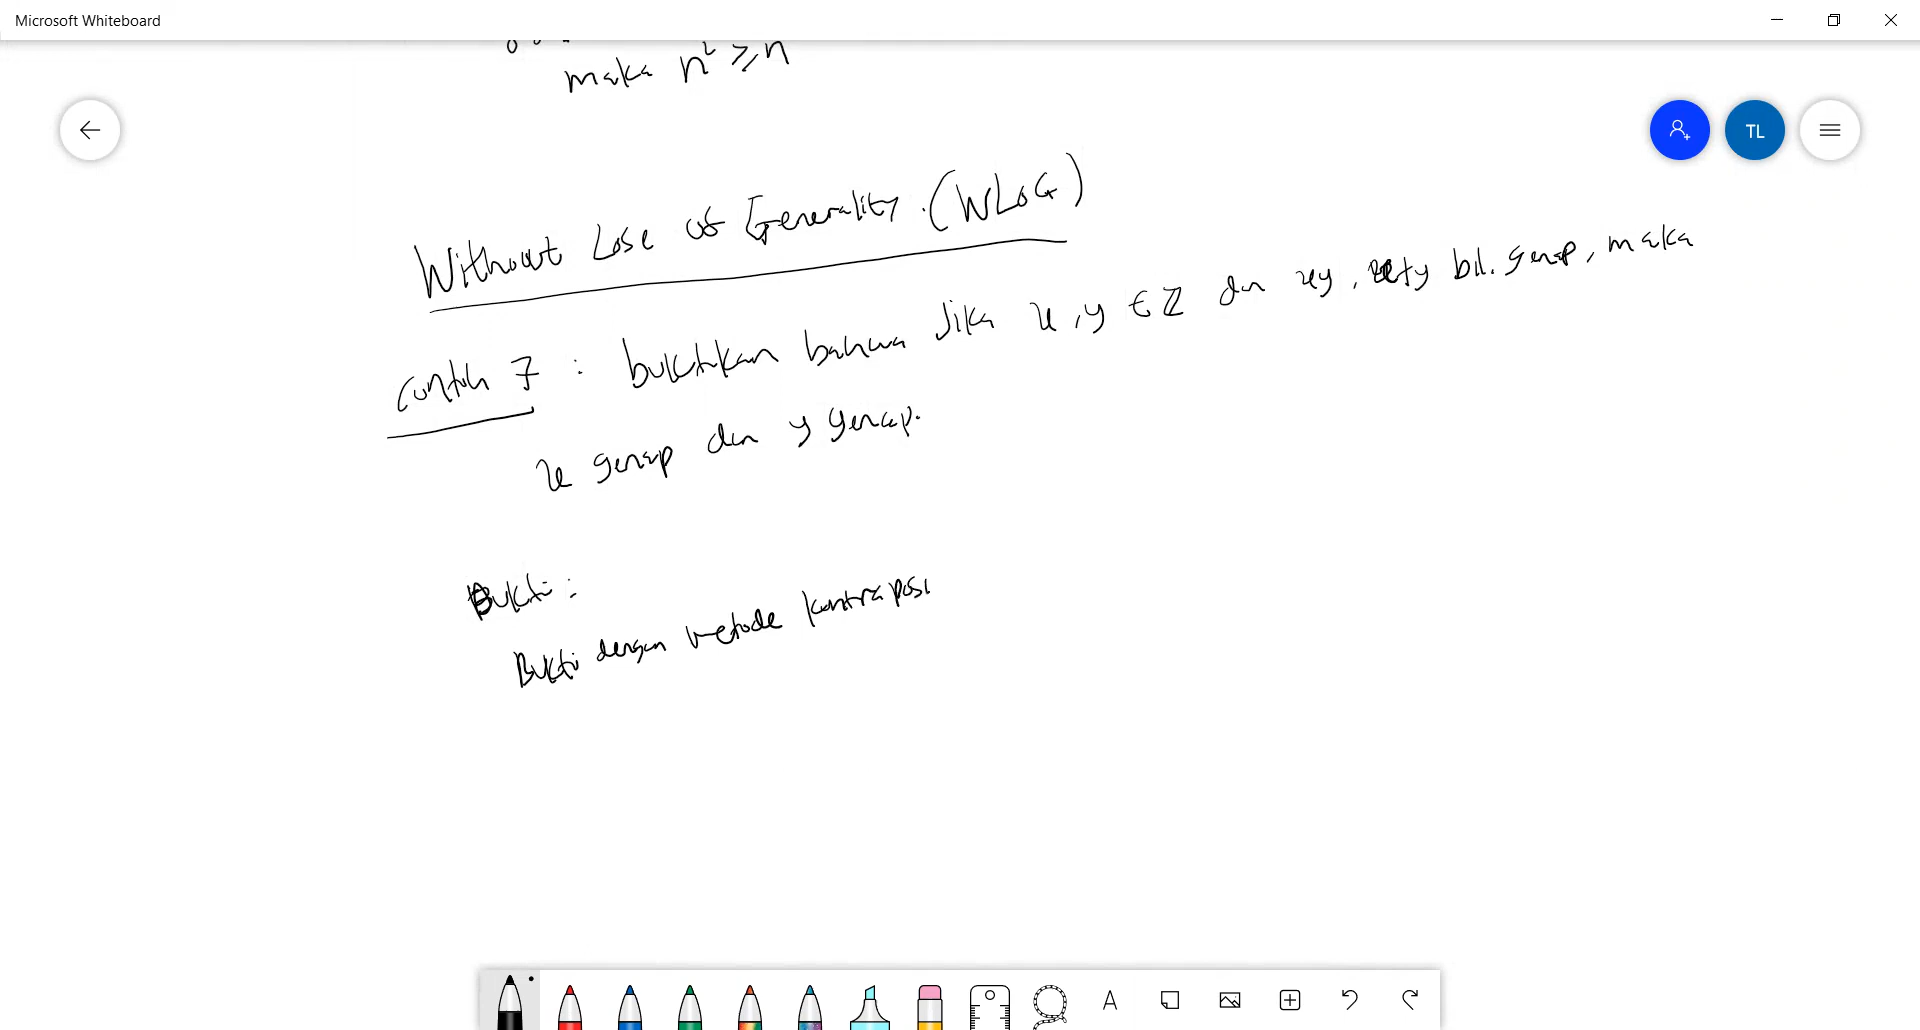 Microsoft Whiteboard
maka n² ≥ n
TL
Without Lose of Generality. (WLOG)
Contoh 7 : buktikan bahwa Jika x, y ∈ ℤ dan xy, x+y bil. genap, maka
x genap dan y genap.
Bukti :
Bukti dengan metode kontraposisi
A